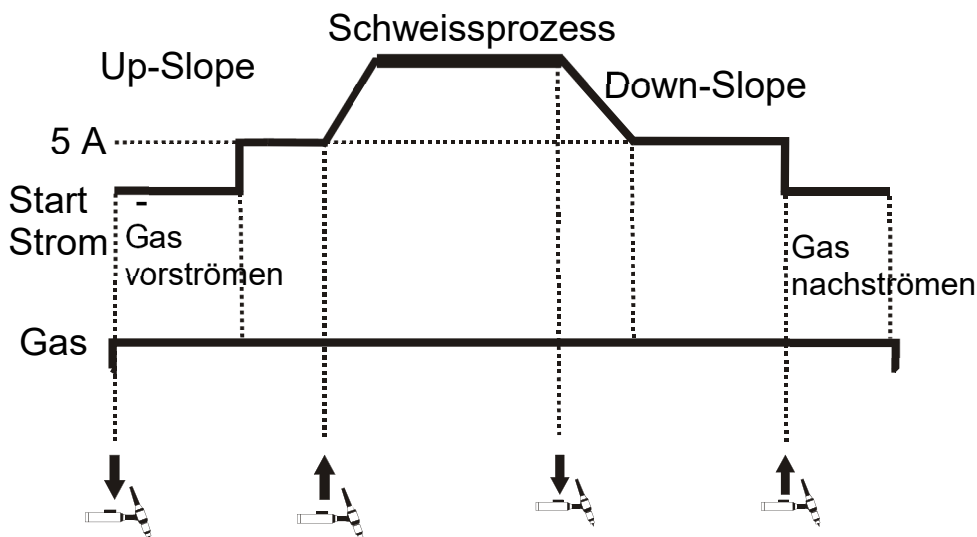 Schweissprozess
Up-Slope
Down-Slope
5 A
Start
Strom
Gas
vorströmen
Gas
nachströmen
Gas